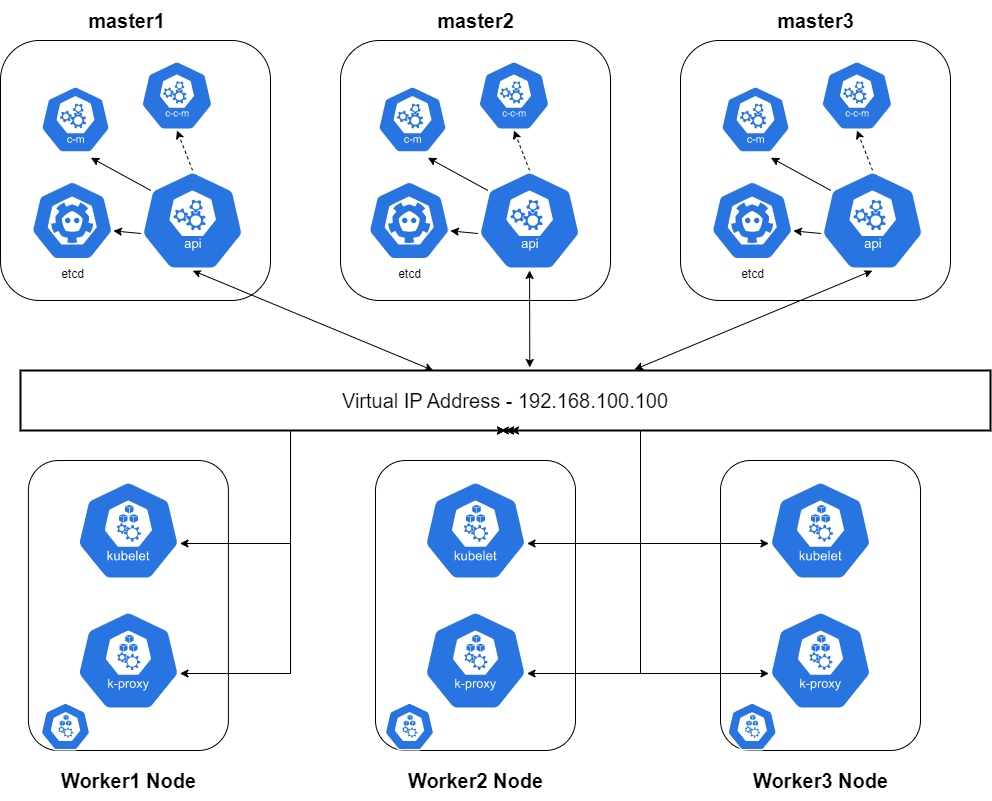 master1
master2
master3
c-m
c-c-m
api
etcd
c-m
c-c-m
api
etcd
c-m
c-c-m
api
etcd
Virtual IP Address - 192.168.100.100
kubelet
k-proxy
kubelet
k-proxy
kubelet
k-proxy
Worker1 Node
Worker2 Node
Worker3 Node